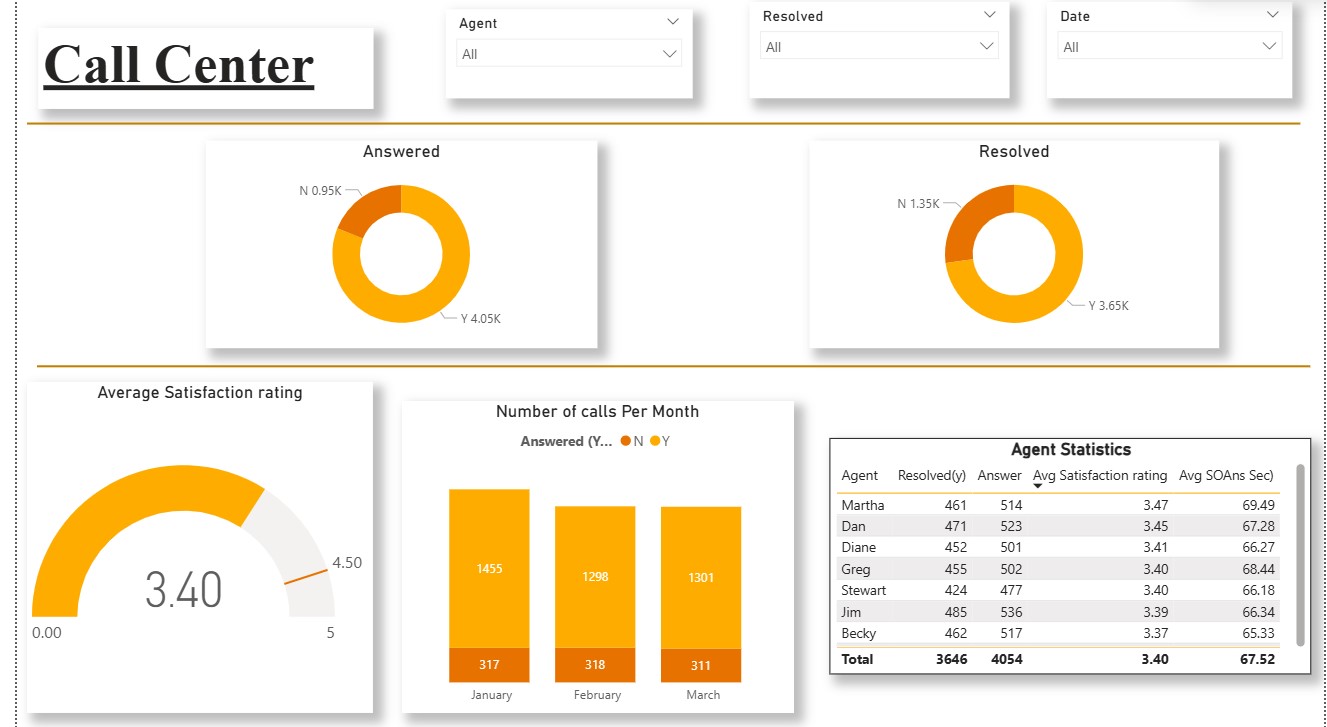 Call Center
Agent
All
Resolved
All
Date
All
Answered
N 0.95K
Y 4.05K
Resolved
N 1.35K
Y 3.65K
Average Satisfaction rating
3.40
4.50
0.00
5
Number of calls Per Month
Answered (Y... N Y
1455
1298
1301
317
318
311
January
February
March
Agent Statistics
Agent Resolved(y) Answer Avg Satisfaction rating Avg SOAns Sec)
Martha 461 514 3.47 69.49
Dan 471 523 3.45 67.28
Diane 452 501 3.41 66.27
Greg 455 502 3.40 68.44
Stewart 424 477 3.40 66.18
Jim 485 536 3.39 66.34
Becky 462 517 3.37 65.33
Total 3646 4054 3.40 67.52